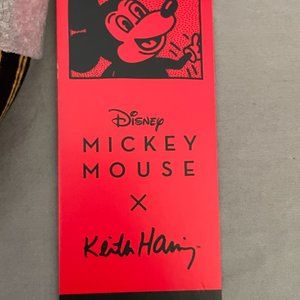 Disney
MICKEY
MOUSE
X
Keith Haring